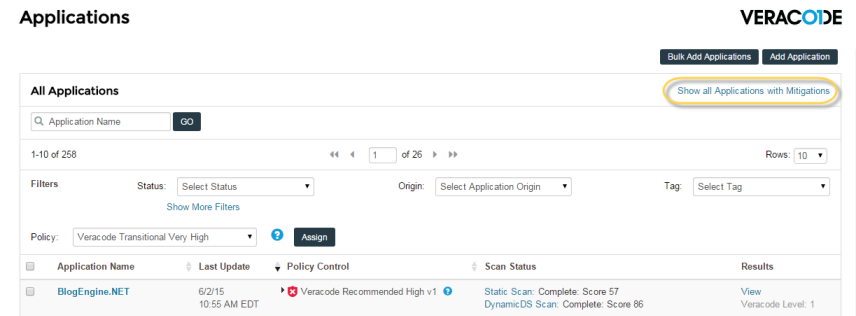 Applications
VERACODE
Bulk Add Applications Add Application
All Applications Show all Applications with Mitigations
Application Name GO
1-10 of 258 1 of 26 Rows: 10
Filters Status: Select Status Origin: Select Application Origin Tag: Select Tag
Show More Filters
Policy: Veracode Transitional Very High ? Assign
Application Name Last Update Policy Control Scan Status Results
BlogEngine.NET 6/2/15 Veracode Recommended High v1 ? Static Scan: Complete: Score 57 View
10:55 AM EDT DynamicDS Scan: Complete: Score 86 Veracode Level: 1